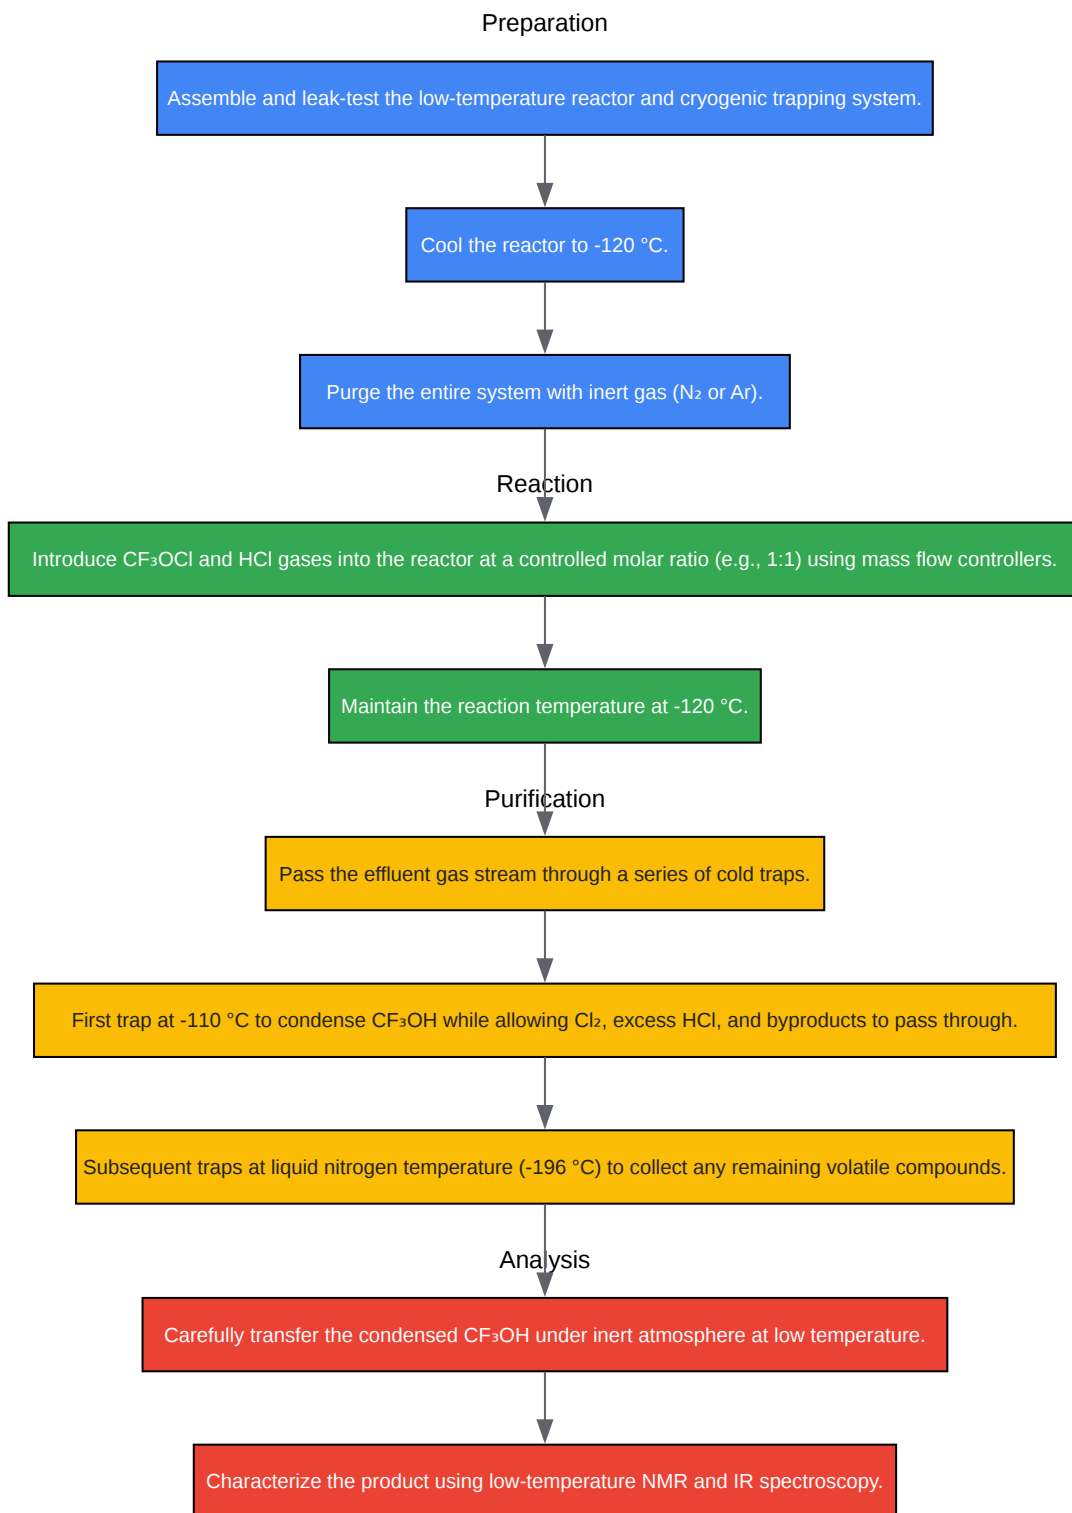 Preparation
Assemble and leak-test the low-temperature reactor and cryogenic trapping system.
Cool the reactor to -120 °C.
Purge the entire system with inert gas (N₂ or Ar).
Reaction
Introduce CF₃OCl and HCl gases into the reactor at a controlled molar ratio (e.g., 1:1) using mass flow controllers.
Maintain the reaction temperature at -120 °C.
Purification
Pass the effluent gas stream through a series of cold traps.
First trap at -110 °C to condense CF₃OH while allowing Cl₂, excess HCl, and byproducts to pass through.
Subsequent traps at liquid nitrogen temperature (-196 °C) to collect any remaining volatile compounds.
Analysis
Carefully transfer the condensed CF₃OH under inert atmosphere at low temperature.
Characterize the product using low-temperature NMR and IR spectroscopy.